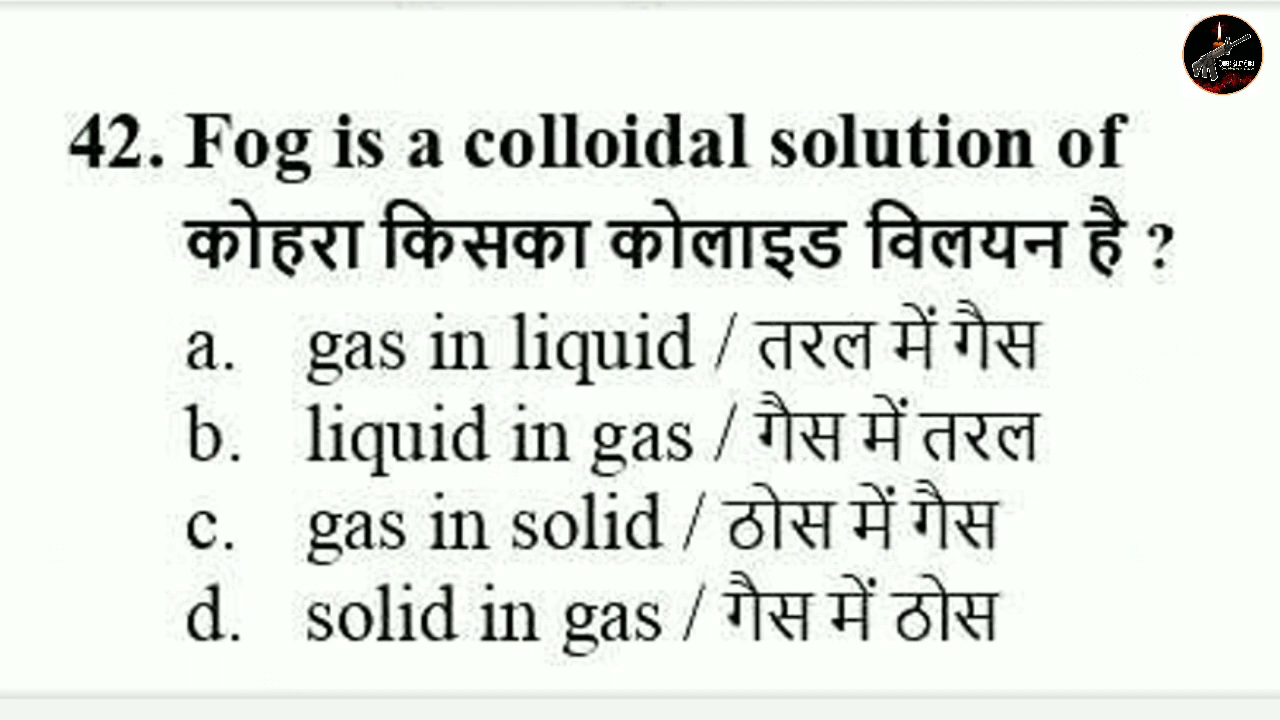 42. Fog is a colloidal solution of
कोहरा किसका कोलाइड विलयन है ?
a. gas in liquid / तरल में गैस
b. liquid in gas / गैस में तरल
c. gas in solid / ठोस में गैस
d. solid in gas / गैस में ठोस